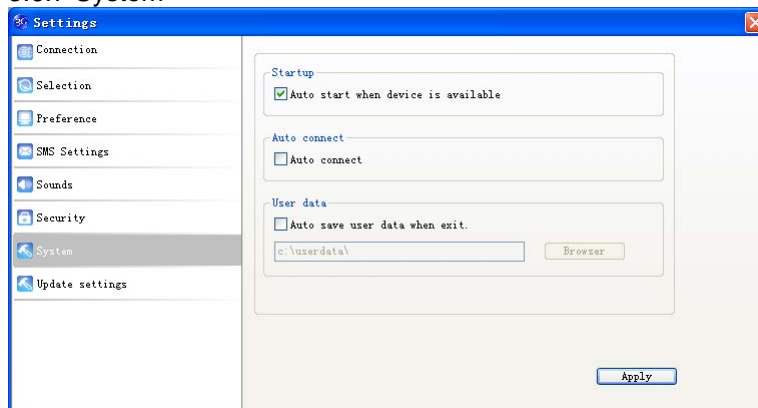 Settings
Connection
Selection
Preference
SMS Settings
Sounds
Security
System
Update settings
Startup
Auto start when device is available
Auto connect
Auto connect
User data
Auto save user data when exit.
c:\userdata\
Browser
Apply